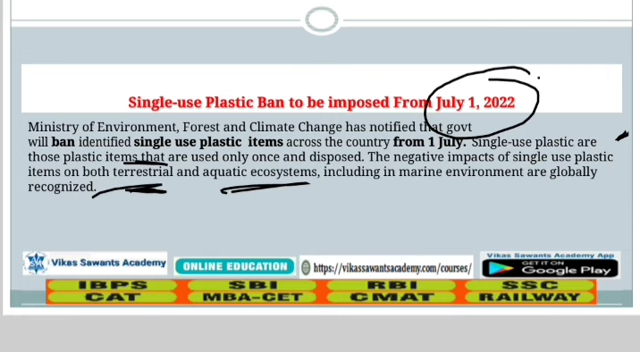 Single-use Plastic Ban to be imposed From July 1, 2022
Ministry of Environment, Forest and Climate Change has notified that govt
will ban identified single use plastic items across the country from 1 July. Single-use plastic are
those plastic items that are used only once and disposed. The negative impacts of single use plastic
items on both terrestrial and aquatic ecosystems, including in marine environment are globally
recognized.
Vikas Sawants Academy
ONLINE EDUCATION
https://vikassawantsacademy.com/courses/
Vikas Sawants Academy App
GET IT ON
Google Play
IBPS SBI RBI SSC
CAT MBA-CET CMAT RAILWAY